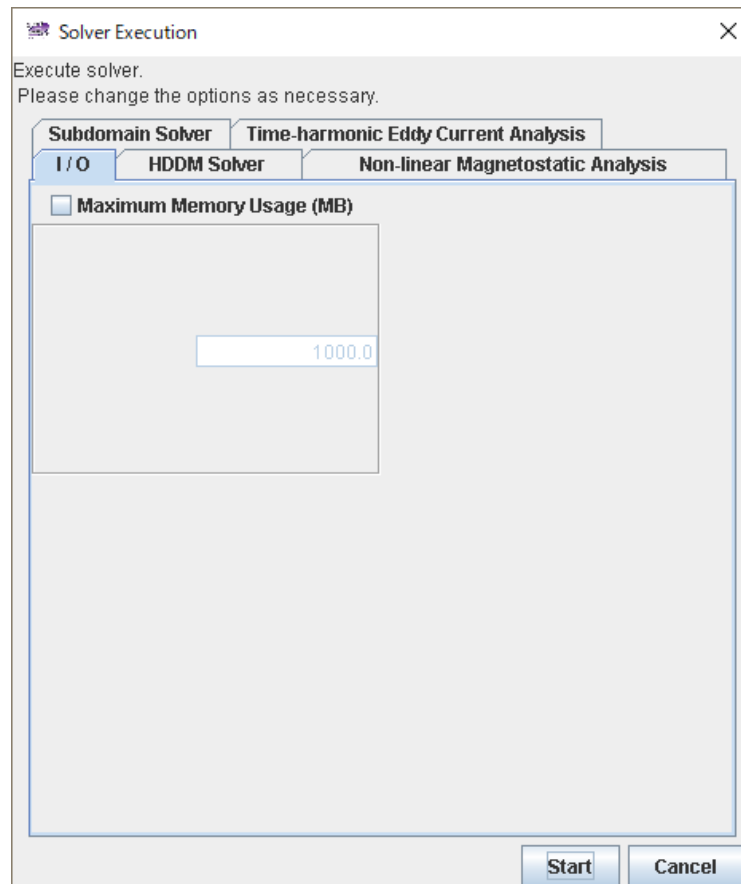 Solver Execution
Execute solver.
Please change the options as necessary.
Subdomain Solver Time-harmonic Eddy Current Analysis
I / O HDDM Solver Non-linear Magnetostatic Analysis
Maximum Memory Usage (MB)
1000.0
Start Cancel